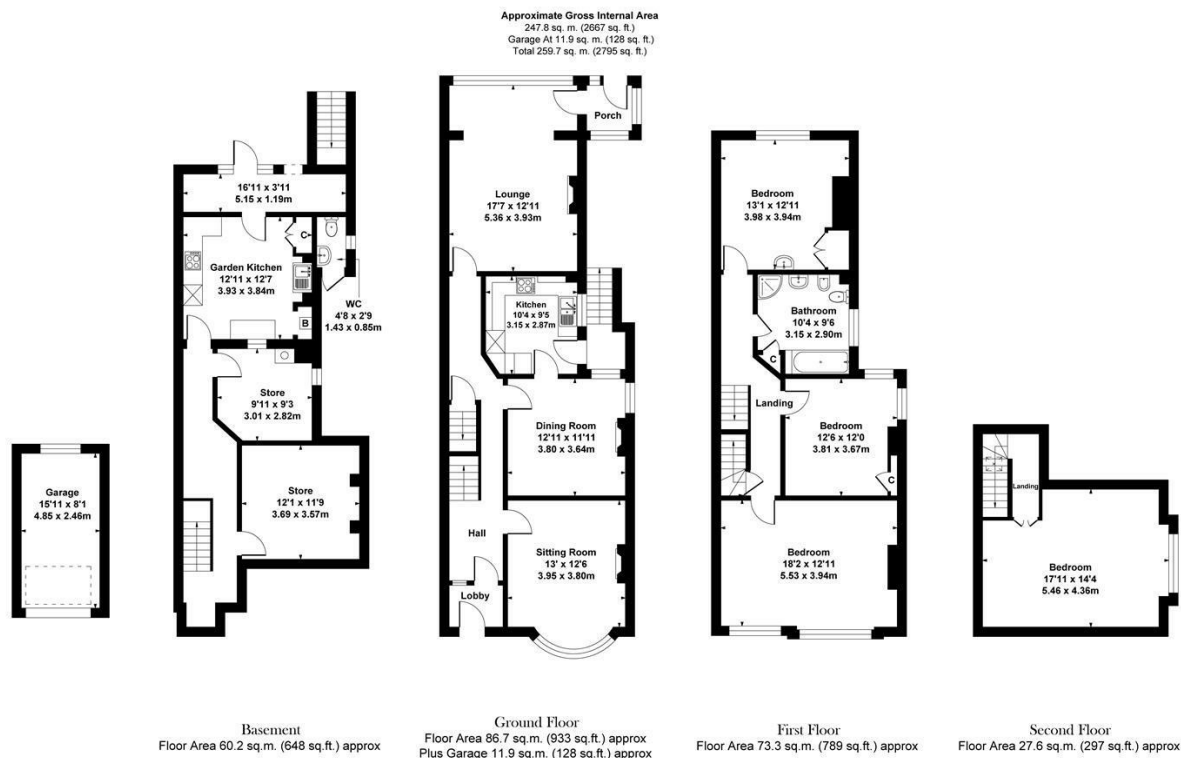 Approximate Gross Internal Area
247.8 sq. m. (2667 sq. ft.)
Garage At 11.9 sq. m. (128 sq. ft.)
Total 259.7 sq. m. (2795 sq. ft.)
Garage
15'11 x 8'1
4.85 x 2.46m
16'11 x 3'11
5.15 x 1.19m
C
Garden Kitchen
12'11 x 12'7
3.93 x 3.84m
B
WC
4'8 x 2'9
1.43 x 0.85m
Store
9'11 x 9'3
3.01 x 2.82m
Store
12'1 x 11'9
3.69 x 3.57m
Basement
Floor Area 60.2 sq.m. (648 sq.ft.) approx
Porch
Lounge
17'7 x 12'11
5.36 x 3.93m
Kitchen
10'4 x 9'5
3.15 x 2.87m
Dining Room
12'11 x 11'11
3.80 x 3.64m
Hall
Sitting Room
13' x 12'6
3.95 x 3.80m
Lobby
Ground Floor
Floor Area 86.7 sq.m. (933 sq.ft.) approx
Plus Garage 11.9 sq.m. (128 sq.ft.) approx
Bedroom
13'1 x 12'11
3.98 x 3.94m
Bathroom
10'4 x 9'6
3.15 x 2.90m
C
Landing
Bedroom
12'6 x 12'0
3.81 x 3.67m
C
Bedroom
18'2 x 12'11
5.53 x 3.94m
First Floor
Floor Area 73.3 sq.m. (789 sq.ft.) approx
Landing
Bedroom
17'11 x 14'4
5.46 x 4.36m
Second Floor
Floor Area 27.6 sq.m. (297 sq.ft.) approx